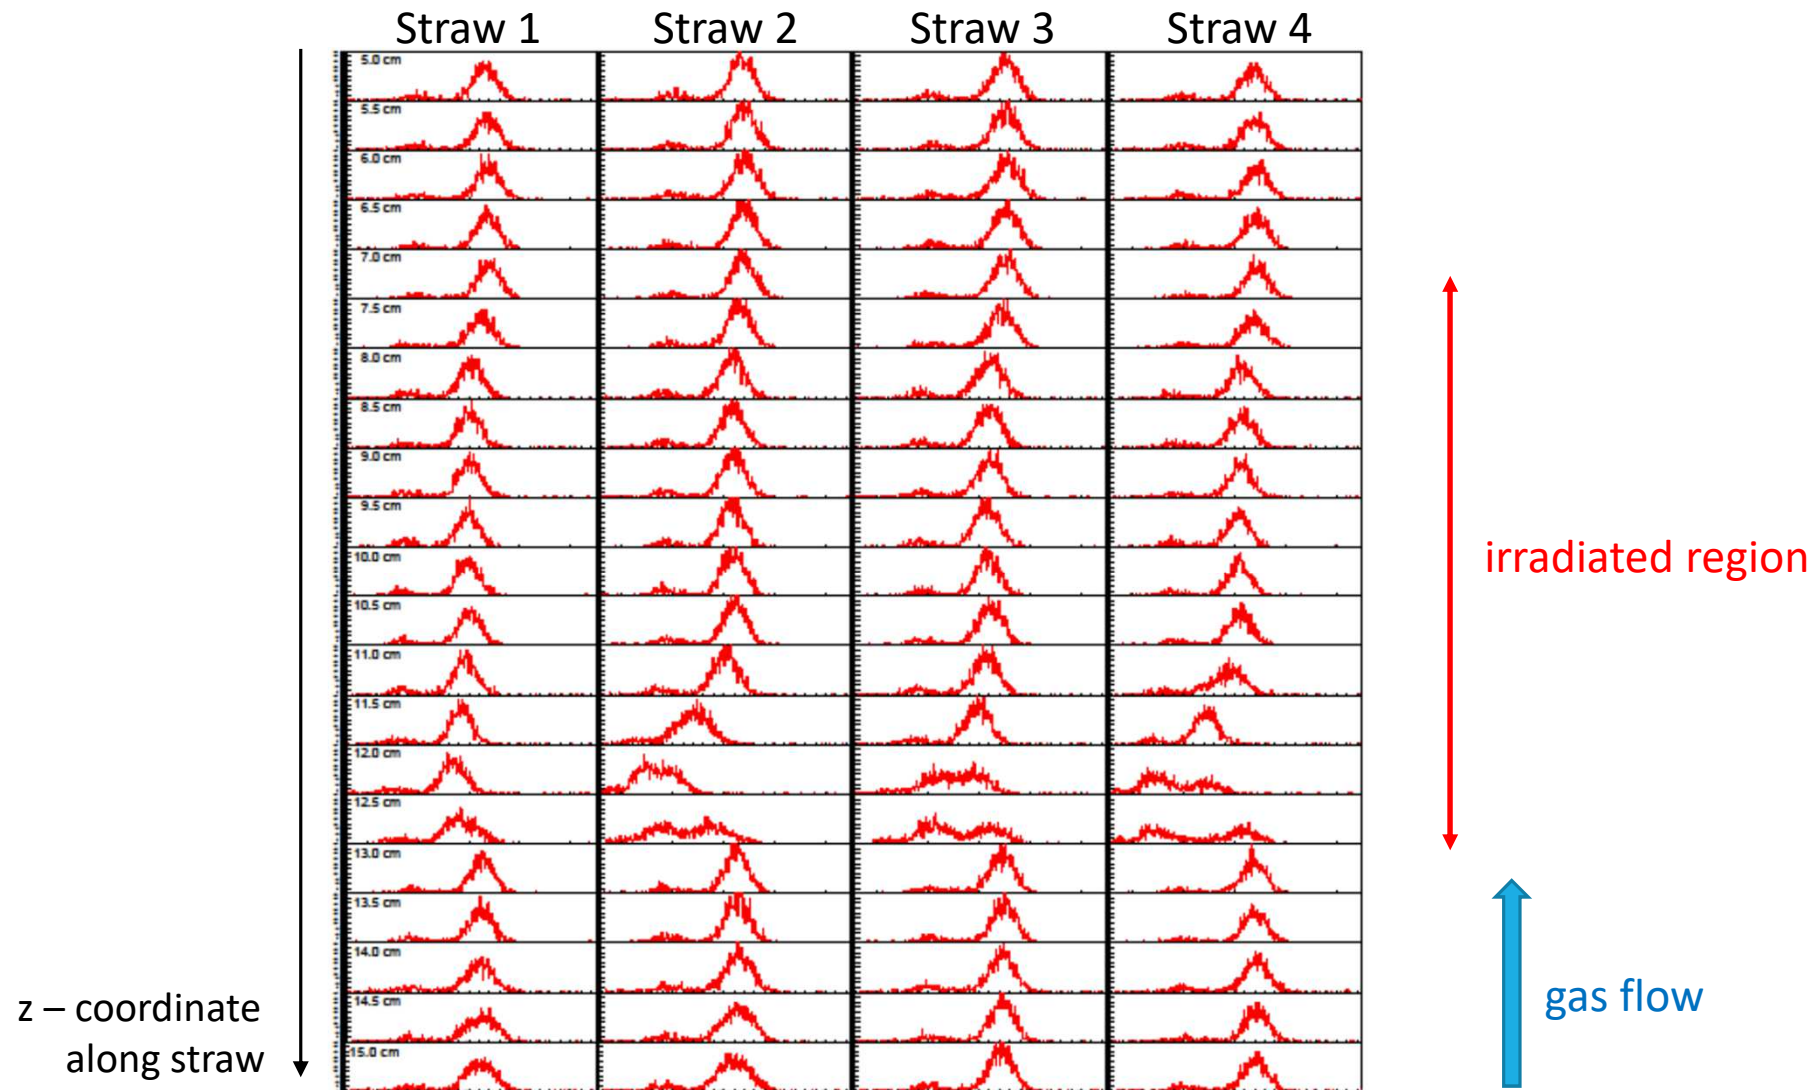 Straw 1 Straw 2 Straw 3 Straw 4
5.0 cm
5.5 cm
6.0 cm
6.5 cm
7.0 cm
7.5 cm
8.0 cm
8.5 cm
9.0 cm
9.5 cm
10.0 cm
10.5 cm
11.0 cm
11.5 cm
12.0 cm
12.5 cm
13.0 cm
13.5 cm
14.0 cm
14.5 cm
15.0 cm
irradiated region
gas flow
z – coordinate
along straw